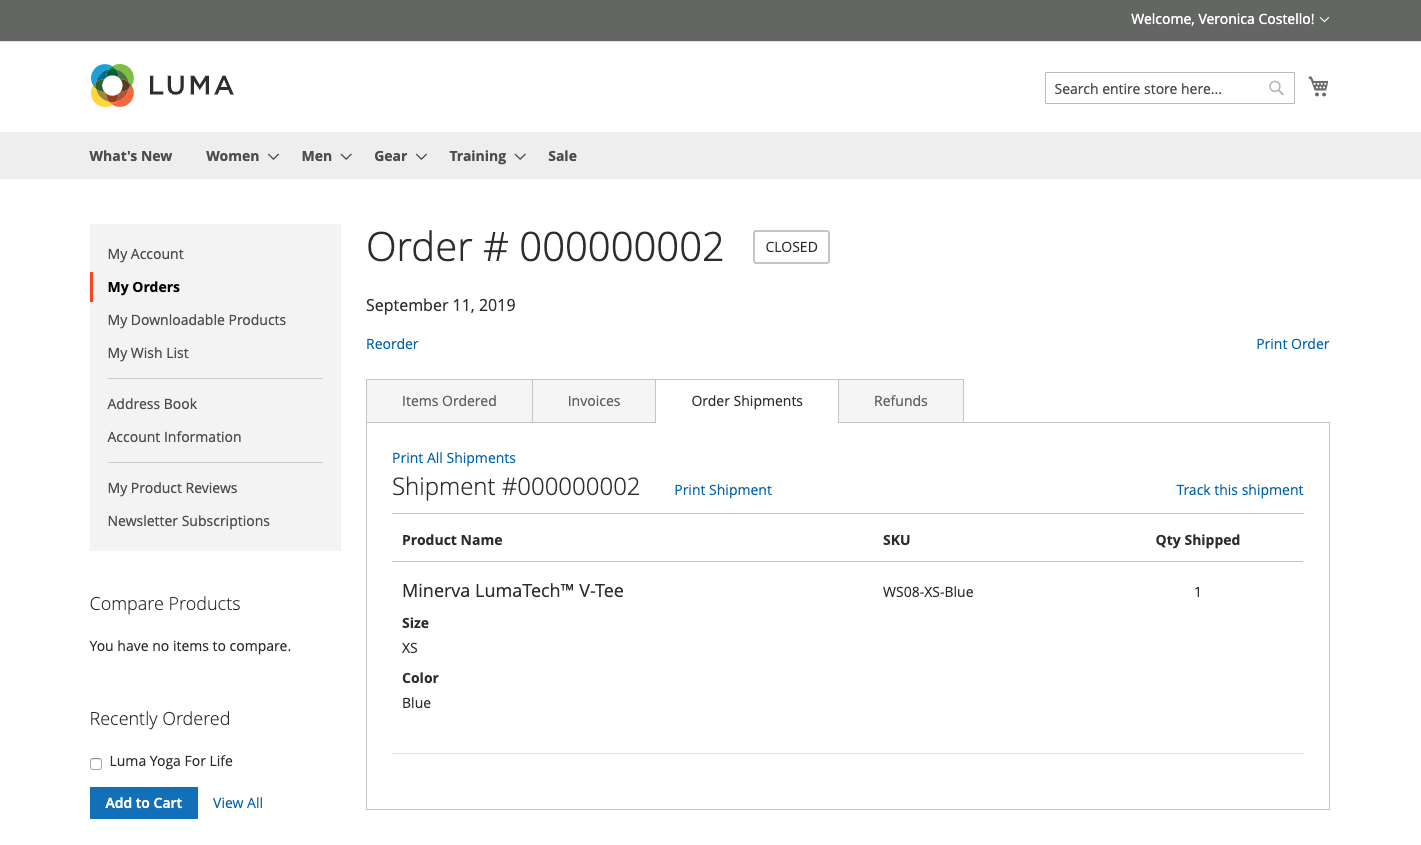 Welcome, Veronica Costello!
LUMA
Search entire store here...
What's New Women Men Gear Training Sale
My Account
My Orders
My Downloadable Products
My Wish List
Address Book
Account Information
My Product Reviews
Newsletter Subscriptions
Compare Products
You have no items to compare.
Recently Ordered
Luma Yoga For Life
Add to Cart View All
Order # 000000002 CLOSED
September 11, 2019
Reorder Print Order
Items Ordered Invoices Order Shipments Refunds
Print All Shipments
Shipment #000000002 Print Shipment Track this shipment
Product Name SKU Qty Shipped
Minerva LumaTech™ V-Tee WS08-XS-Blue 1
Size
XS
Color
Blue